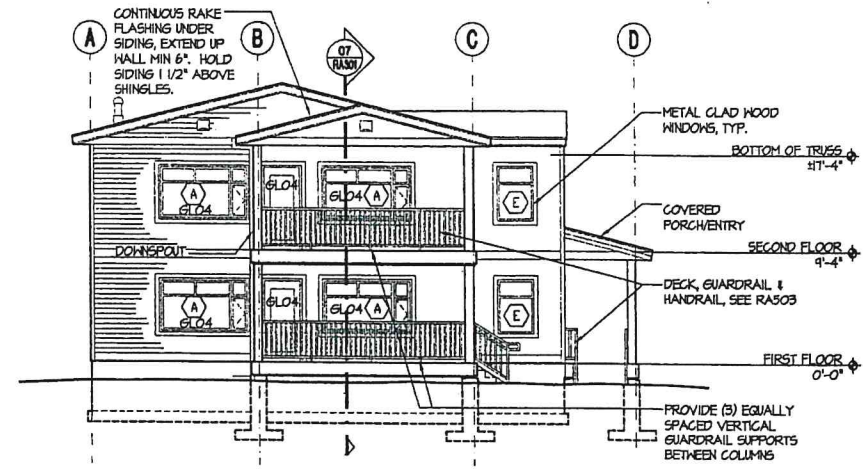 CONTINUOUS RAKE
FLASHING UNDER
SIDING, EXTEND UP
WALL MIN 6". HOLD
SIDING 1 1/2" ABOVE
SHINGLES.
A
B
C
D
07
RA301
METAL CLAD WOOD
WINDOWS, TYP.
BOTTOM OF TRUSS
±17'-4"
COVERED
PORCH/ENTRY
SECOND FLOOR
9'-4"
DECK, GUARDRAIL &
HANDRAIL, SEE RA503
FIRST FLOOR
0'-0"
PROVIDE (3) EQUALLY
SPACED VERTICAL
GUARDRAIL SUPPORTS
BETWEEN COLUMNS
DOWNSPOUT
A
GL04
GL04
GL04
A
E
A
GL04
GL04
GL04
A
E